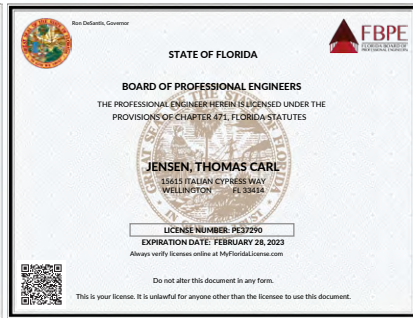 Ron DeSantis, Governor
FBPE
FLORIDA BOARD OF
PROFESSIONAL ENGINEERS
STATE OF FLORIDA
BOARD OF PROFESSIONAL ENGINEERS
THE PROFESSIONAL ENGINEER HEREIN IS LICENSED UNDER THE
PROVISIONS OF CHAPTER 471, FLORIDA STATUTES
JENSEN, THOMAS CARL
15615 ITALIAN CYPRESS WAY
WELLINGTON FL 33414
LICENSE NUMBER: PE37290
EXPIRATION DATE: FEBRUARY 28, 2023
Always verify licenses online at MyFloridaLicense.com
Do not alter this document in any form.
This is your license. It is unlawful for anyone other than the licensee to use this document.